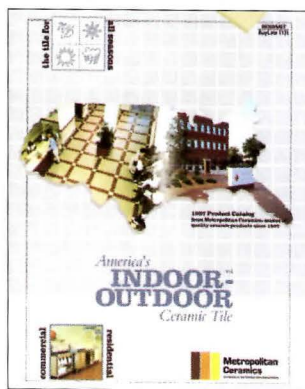 the tile for
all seasons
1997 Product Catalog
from Metropolitan Ceramics: makers
quality ceramic products since
America's
INDOOR-
OUTDOOR
Ceramic Tile
commercial
residential
Metropolitan
Ceramics